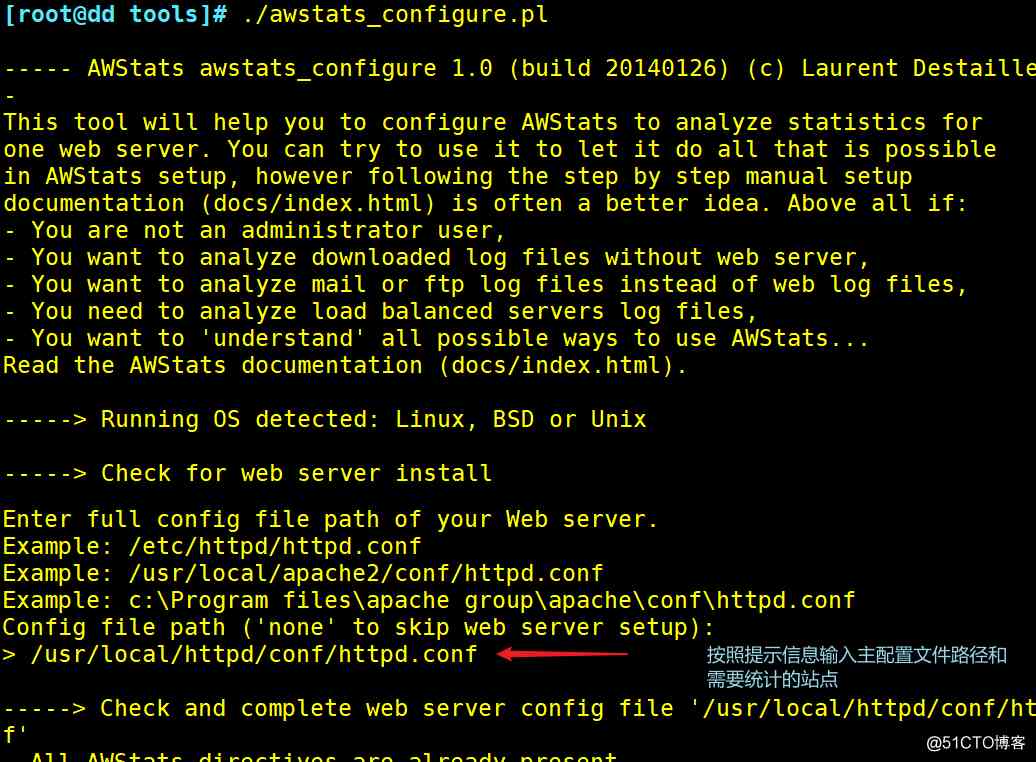 [root@dd tools]# ./awstats_configure.pl
----- AWStats awstats_configure 1.0 (build 20140126) (c) Laurent Destaille
-
This tool will help you to configure AWStats to analyze statistics for
one web server. You can try to use it to let it do all that is possible
in AWStats setup, however following the step by step manual setup
documentation (docs/index.html) is often a better idea. Above all if:
- You are not an administrator user,
- You want to analyze downloaded log files without web server,
- You want to analyze mail or ftp log files instead of web log files,
- You need to analyze load balanced servers log files,
- You want to 'understand' all possible ways to use AWStats...
Read the AWStats documentation (docs/index.html).
-----> Running OS detected: Linux, BSD or Unix
-----> Check for web server install
Enter full config file path of your Web server.
Example: /etc/httpd/httpd.conf
Example: /usr/local/apache2/conf/httpd.conf
Example: c:\Program files\apache group\apache\conf\httpd.conf
Config file path ('none' to skip web server setup):
> /usr/local/httpd/conf/httpd.conf
按照提示信息输入主配置文件路径和
需要统计的站点
-----> Check and complete web server config file '/usr/local/httpd/conf/ht
f'
All AWStats directives are already present.
@51CTO博客